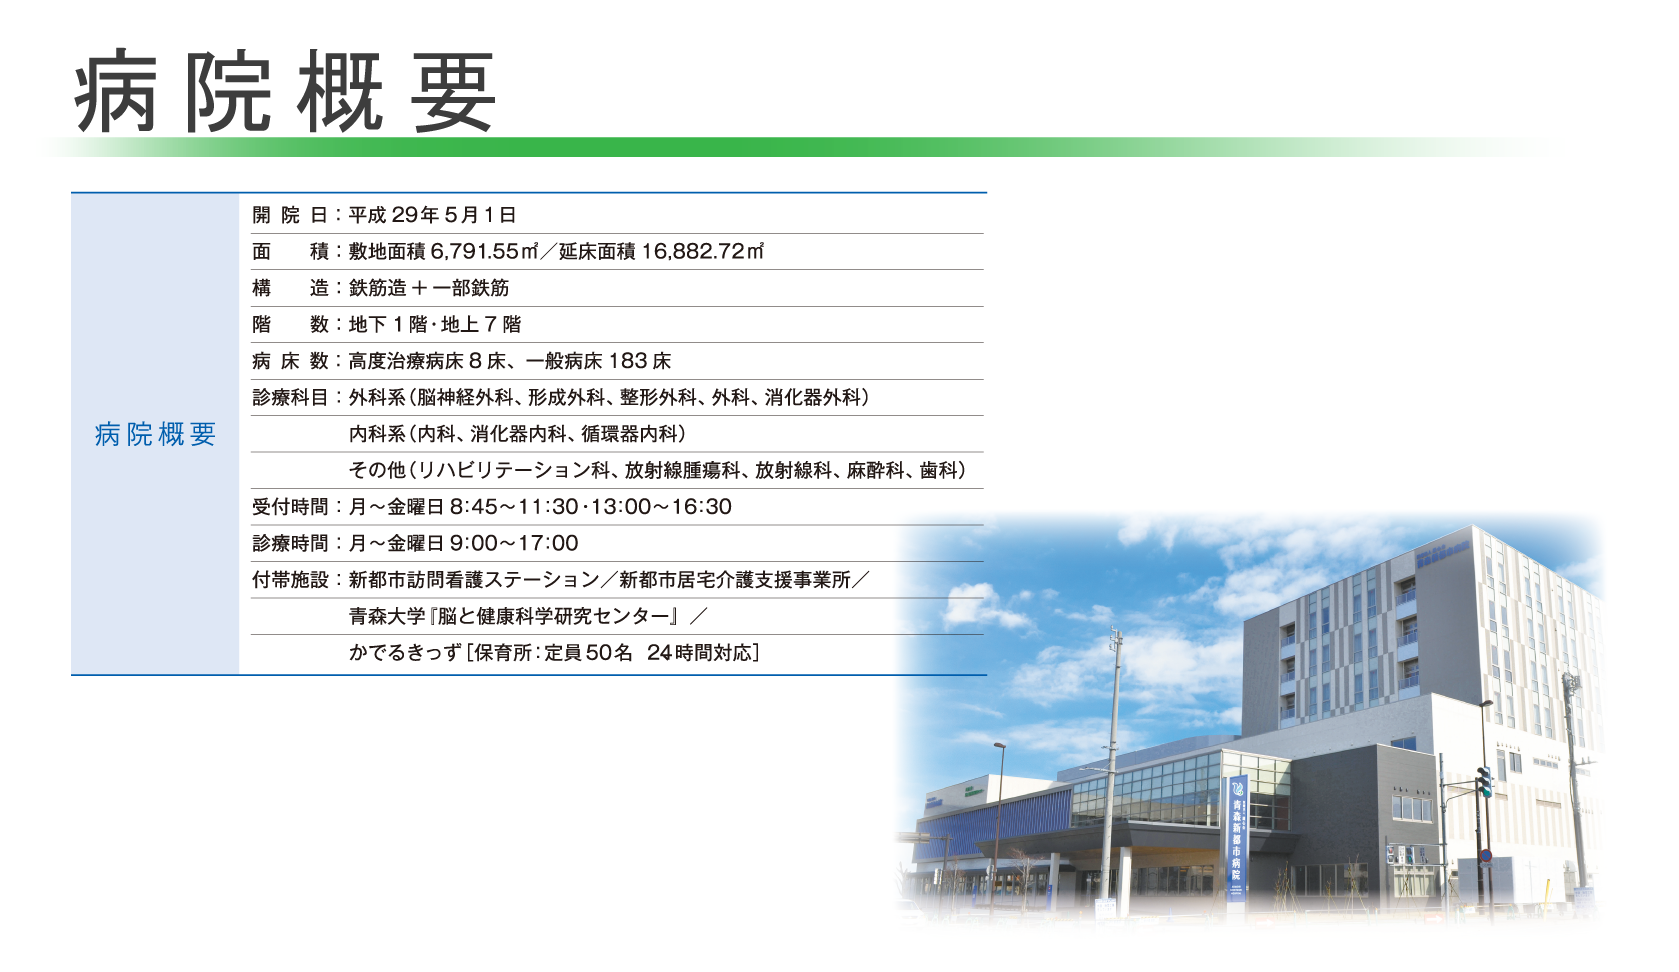 病院概要
病院概要
開院日：平成29年5月1日
面　積：敷地面積6,791.55㎡／延床面積16,882.72㎡
構　造：鉄筋造＋一部鉄筋
階　数：地下1階・地上7階
病床数：高度治療病床8床、一般病床183床
診療科目：外科系（脳神経外科、形成外科、整形外科、外科、消化器外科）
内科系（内科、消化器内科、循環器内科）
その他（リハビリテーション科、放射線腫瘍科、放射線科、麻酔科、歯科）
受付時間：月～金曜日8:45～11:30・13:00～16:30
診療時間：月～金曜日9:00～17:00
付帯施設：新都市訪問看護ステーション／新都市居宅介護支援事業所／
青森大学『脳と健康科学研究センター』／
かでるきっず［保育所：定員50名 24時間対応］
青森新都市病院